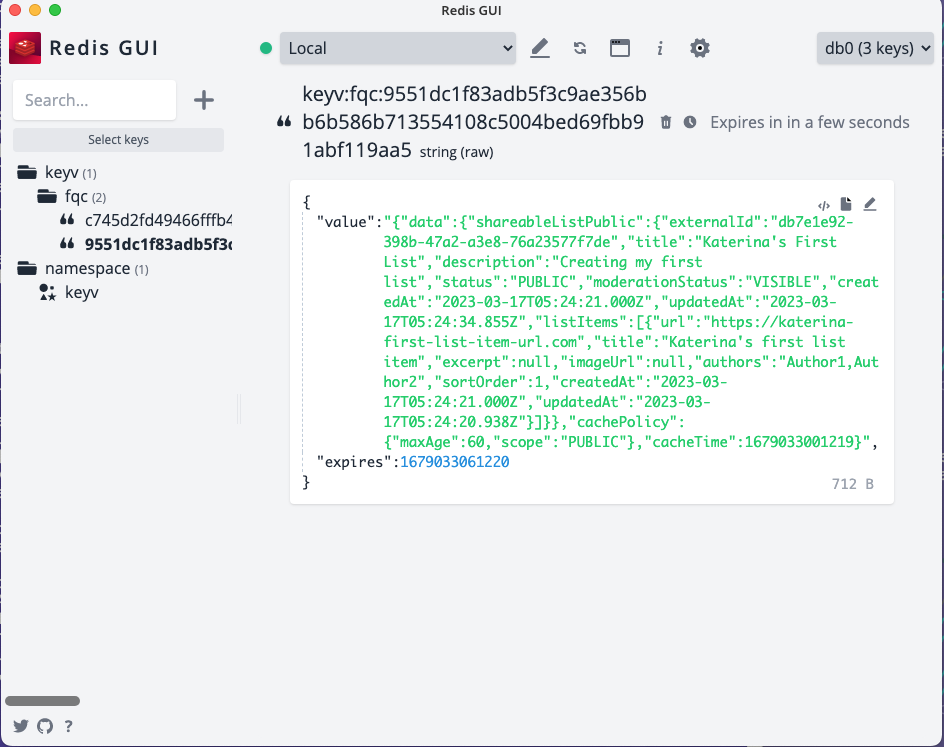 Redis GUI
Redis GUI
Local
i
db0 (3 keys)
Search...
+
Select keys
keyv (1)
fqc (2)
c745d2fd49466fffb4
9551dc1f83adb5f3c
namespace (1)
keyv
keyv:fqc:9551dc1f83adb5f3c9ae356b
b6b586b713554108c5004bed69fbb9
1abf119aa5 string (raw)
Expires in in a few seconds
{
"value":"{"data":{"shareableListPublic":{"externalId":"db7e1e92-
398b-47a2-a3e8-76a23577f7de","title":"Katerina's First
List","description":"Creating my first
list","status":"PUBLIC","moderationStatus":"VISIBLE","creat
edAt":"2023-03-17T05:24:21.000Z","updatedAt":"2023-03-
17T05:24:34.855Z","listItems":[{"url":"https://katerina-
first-list-item-url.com","title":"Katerina's first list
item","excerpt":null,"imageUrl":null,"authors":"Author1,Aut
hor2","sortOrder":1,"createdAt":"2023-03-
17T05:24:21.000Z","updatedAt":"2023-03-
17T05:24:20.938Z"}]}},"cachePolicy":
{"maxAge":60,"scope":"PUBLIC"},"cacheTime":1679033001219}",
"expires":1679033061220
}
712 B
?